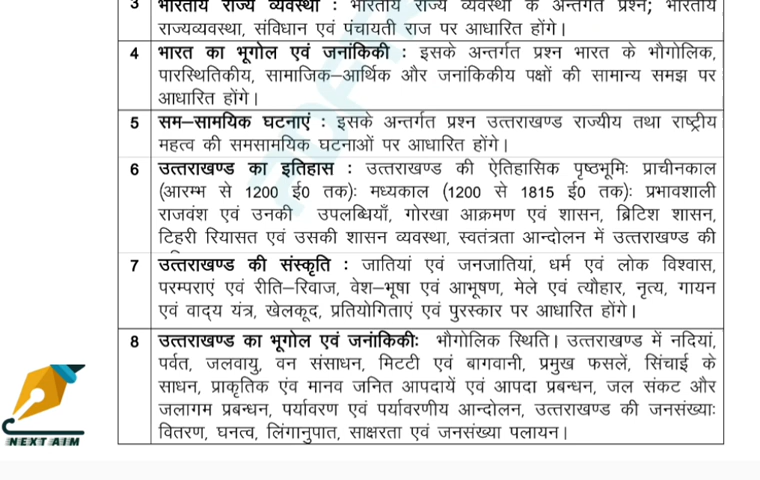 3 भारतीय राज्य व्यवस्था : भारतीय राज्य व्यवस्था के अन्तर्गत प्रश्न; भारतीय
राज्यव्यवस्था, संविधान एवं पंचायती राज पर आधारित होंगे।
4 भारत का भूगोल एवं जनांकिकी : इसके अन्तर्गत प्रश्न भारत के भौगोलिक,
पारिस्थितिकीय, सामाजिक–आर्थिक और जनांकिकीय पक्षों की सामान्य समझ पर
आधारित होंगे।
5 सम–सामयिक घटनाएं : इसके अन्तर्गत प्रश्न उत्तराखण्ड राज्यीय तथा राष्ट्रीय
महत्व की समसामयिक घटनाओं पर आधारित होंगे।
6 उत्तराखण्ड का इतिहास : उत्तराखण्ड की ऐतिहासिक पृष्ठभूमिः प्राचीनकाल
(आरम्भ से 1200 ई0 तक): मध्यकाल (1200 से 1815 ई0 तक): प्रभावशाली
राजवंश एवं उनकी उपलब्धियाँ, गोरखा आक्रमण एवं शासन, ब्रिटिश शासन,
टिहरी रियासत एवं उसकी शासन व्यवस्था, स्वतंत्रता आन्दोलन में उत्तराखण्ड की
7 उत्तराखण्ड की संस्कृति : जातियां एवं जनजातियां, धर्म एवं लोक विश्वास,
परम्पराएं एवं रीति–रिवाज, वेश–भूषा एवं आभूषण, मेले एवं त्यौहार, नृत्य, गायन
एवं वाद्य यंत्र, खेलकूद, प्रतियोगिताएं एवं पुरस्कार पर आधारित होंगे।
8 उत्तराखण्ड का भूगोल एवं जनांकिकीः भौगोलिक स्थिति। उत्तराखण्ड में नदियां,
पर्वत, जलवायु, वन संसाधन, मिटटी एवं बागवानी, प्रमुख फसलें, सिंचाई के
साधन, प्राकृतिक एंव मानव जनित आपदायें एवं आपदा प्रबन्धन, जल संकट और
जलागम प्रबन्धन, पर्यावरण एवं पर्यावरणीय आन्दोलन, उत्तराखण्ड की जनसंख्याः
वितरण, घनत्व, लिंगानुपात, साक्षरता एवं जनसंख्या पलायन।
NEXT AIM